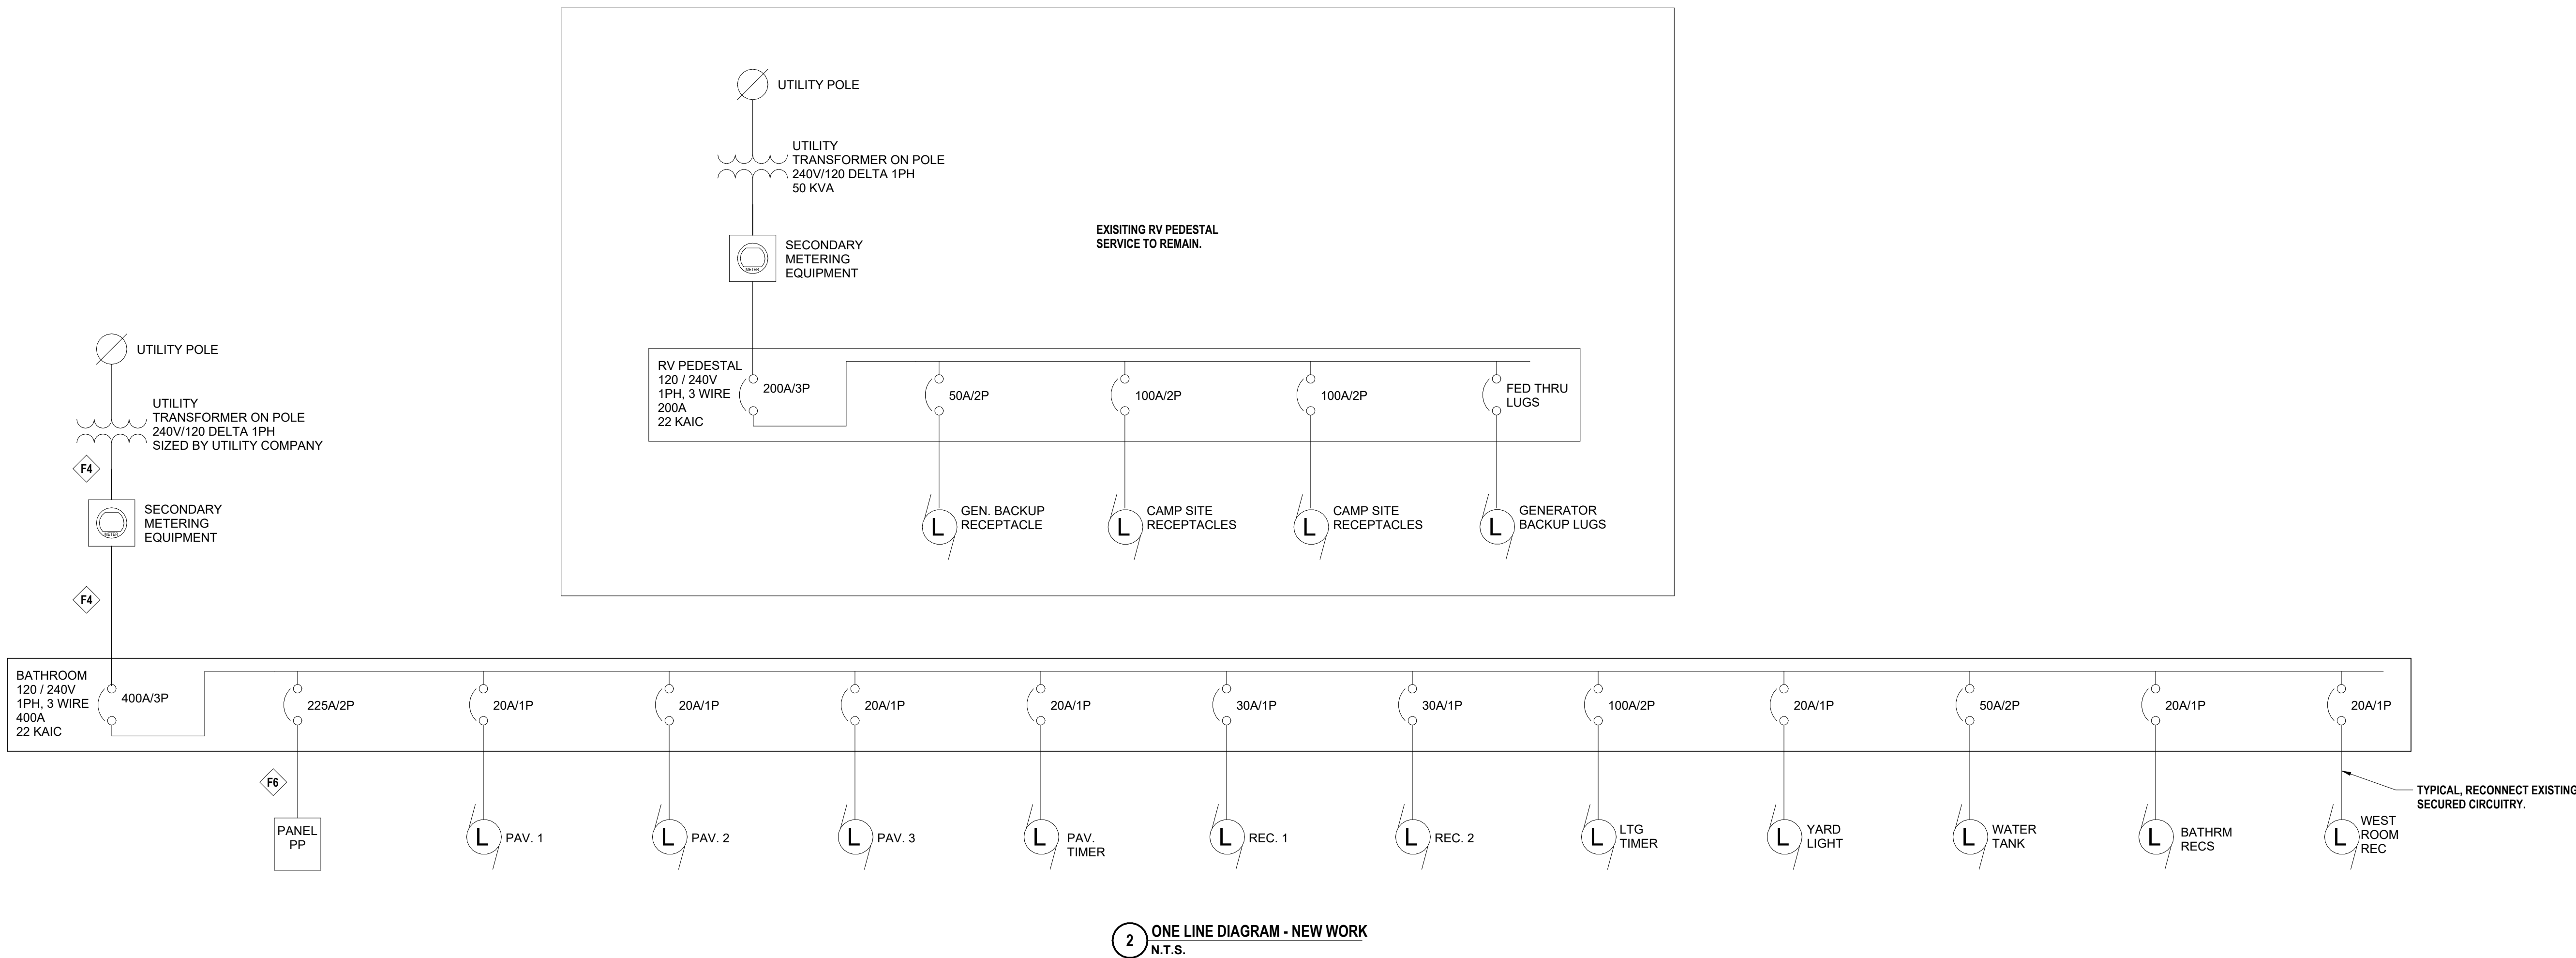 UTILITY POLE
UTILITY
TRANSFORMER ON POLE
240V/120 DELTA 1PH
50 KVA
SECONDARY
METERING
EQUIPMENT
METER
EXISITING RV PEDESTAL
SERVICE TO REMAIN.
RV PEDESTAL
120 / 240V
1PH, 3 WIRE
200A
22 KAIC
200A/3P
50A/2P
100A/2P
100A/2P
FED THRU
LUGS
L
GEN. BACKUP
RECEPTACLE
L
CAMP SITE
RECEPTACLES
L
CAMP SITE
RECEPTACLES
L
GENERATOR
BACKUP LUGS
UTILITY POLE
UTILITY
TRANSFORMER ON POLE
240V/120 DELTA 1PH
SIZED BY UTILITY COMPANY
F4
SECONDARY
METERING
EQUIPMENT
METER
F4
BATHROOM
120 / 240V
1PH, 3 WIRE
400A
22 KAIC
400A/3P
225A/2P
20A/1P
20A/1P
20A/1P
20A/1P
30A/1P
30A/1P
100A/2P
20A/1P
50A/2P
20A/1P
20A/1P
F6
TYPICAL, RECONNECT EXISTING
SECURED CIRCUITRY.
PANEL
PP
L
PAV. 1
L
PAV. 2
L
PAV. 3
L
PAV.
TIMER
L
REC. 1
L
REC. 2
L
LTG
TIMER
L
YARD
LIGHT
L
WATER
TANK
L
BATHRM
RECS
L
WEST
ROOM
REC
2
ONE LINE DIAGRAM - NEW WORK
N.T.S.